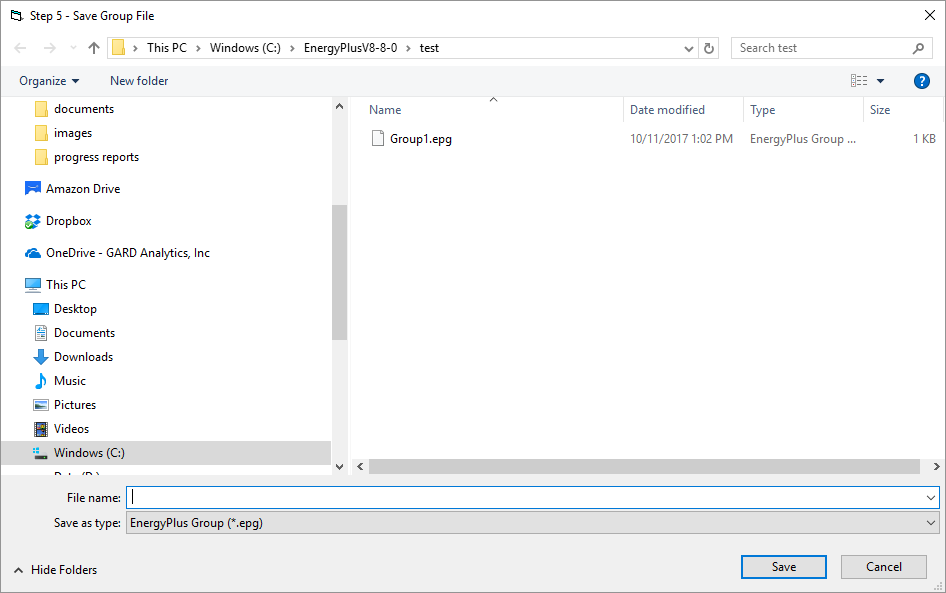 Step 5 - Save Group File
This PC > Windows (C:) > EnergyPlusV8-8-0 > test
Search test
Organize
New folder
?
documents
images
progress reports
Amazon Drive
Dropbox
OneDrive - GARD Analytics, Inc
This PC
Desktop
Documents
Downloads
Music
Pictures
Videos
Windows (C:)
Name Date modified Type Size
Group1.epg 10/11/2017 1:02 PM EnergyPlus Group ... 1 KB
File name:
Save as type: EnergyPlus Group (*.epg)
Hide Folders
Save
Cancel